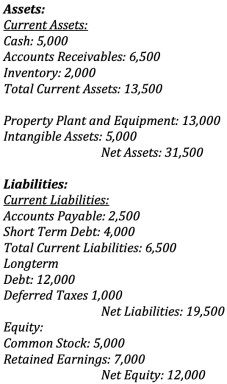 Assets:
Current Assets:
Cash: 5,000
Accounts Receivables: 6,500
Inventory: 2,000
Total Current Assets: 13,500
Property Plant and Equipment: 13,000
Intangible Assets: 5,000
Net Assets: 31,500
Liabilities:
Current Liabilities:
Accounts Payable: 2,500
Short Term Debt: 4,000
Total Current Liabilities: 6,500
Longterm
Debt: 12,000
Deferred Taxes 1,000
Net Liabilities: 19,500
Equity:
Common Stock: 5,000
Retained Earnings: 7,000
Net Equity: 12,000